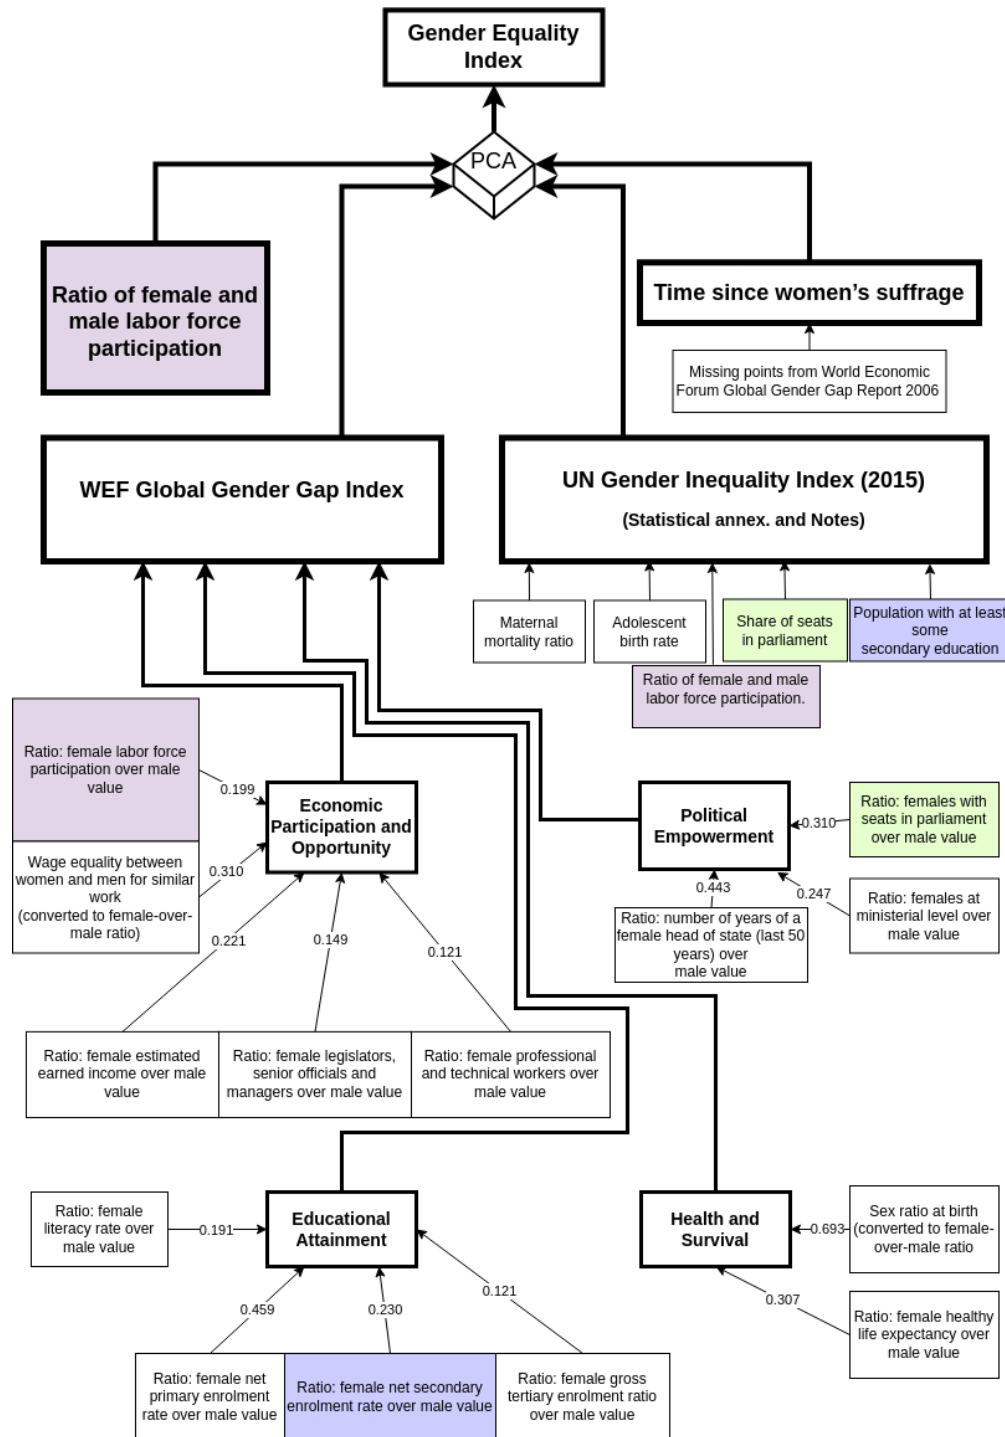 Gender Equality
Index
PCA
Ratio of female and
male labor force
participation
Time since women’s suffrage
Missing points from World Economic
Forum Global Gender Gap Report 2006
WEF Global Gender Gap Index
UN Gender Inequality Index (2015)
(Statistical annex. and Notes)
Maternal
mortality ratio
Adolescent
birth rate
Share of seats
in parliament
Population with at least
some
secondary education
Ratio of female and male
labor force participation.
Ratio: female labor force
participation over male
value
0.199
Economic
Participation and
Opportunity
Wage equality between
women and men for similar
work
(converted to female-over-
male ratio)
0.310
0.221
0.149
0.121
Political
Empowerment
0.310
Ratio: females with
seats in parliament
over male value
0.443
0.247
Ratio: females at
ministerial level over
male value
Ratio: number of years of a
female head of state (last 50
years) over
male value
Ratio: female estimated
earned income over male
value
Ratio: female legislators,
senior officials and
managers over male value
Ratio: female professional
and technical workers over
male value
Ratio: female
literacy rate over
male value
0.191
Educational
Attainment
Health and
Survival
0.693
Sex ratio at birth
(converted to female-
over-male ratio
0.459
0.230
0.121
0.307
Ratio: female healthy
life expectancy over
male value
Ratio: female net
primary enrolment
rate over male value
Ratio: female net secondary
enrolment rate over male value
Ratio: female gross
tertiary enrolment ratio
over male value